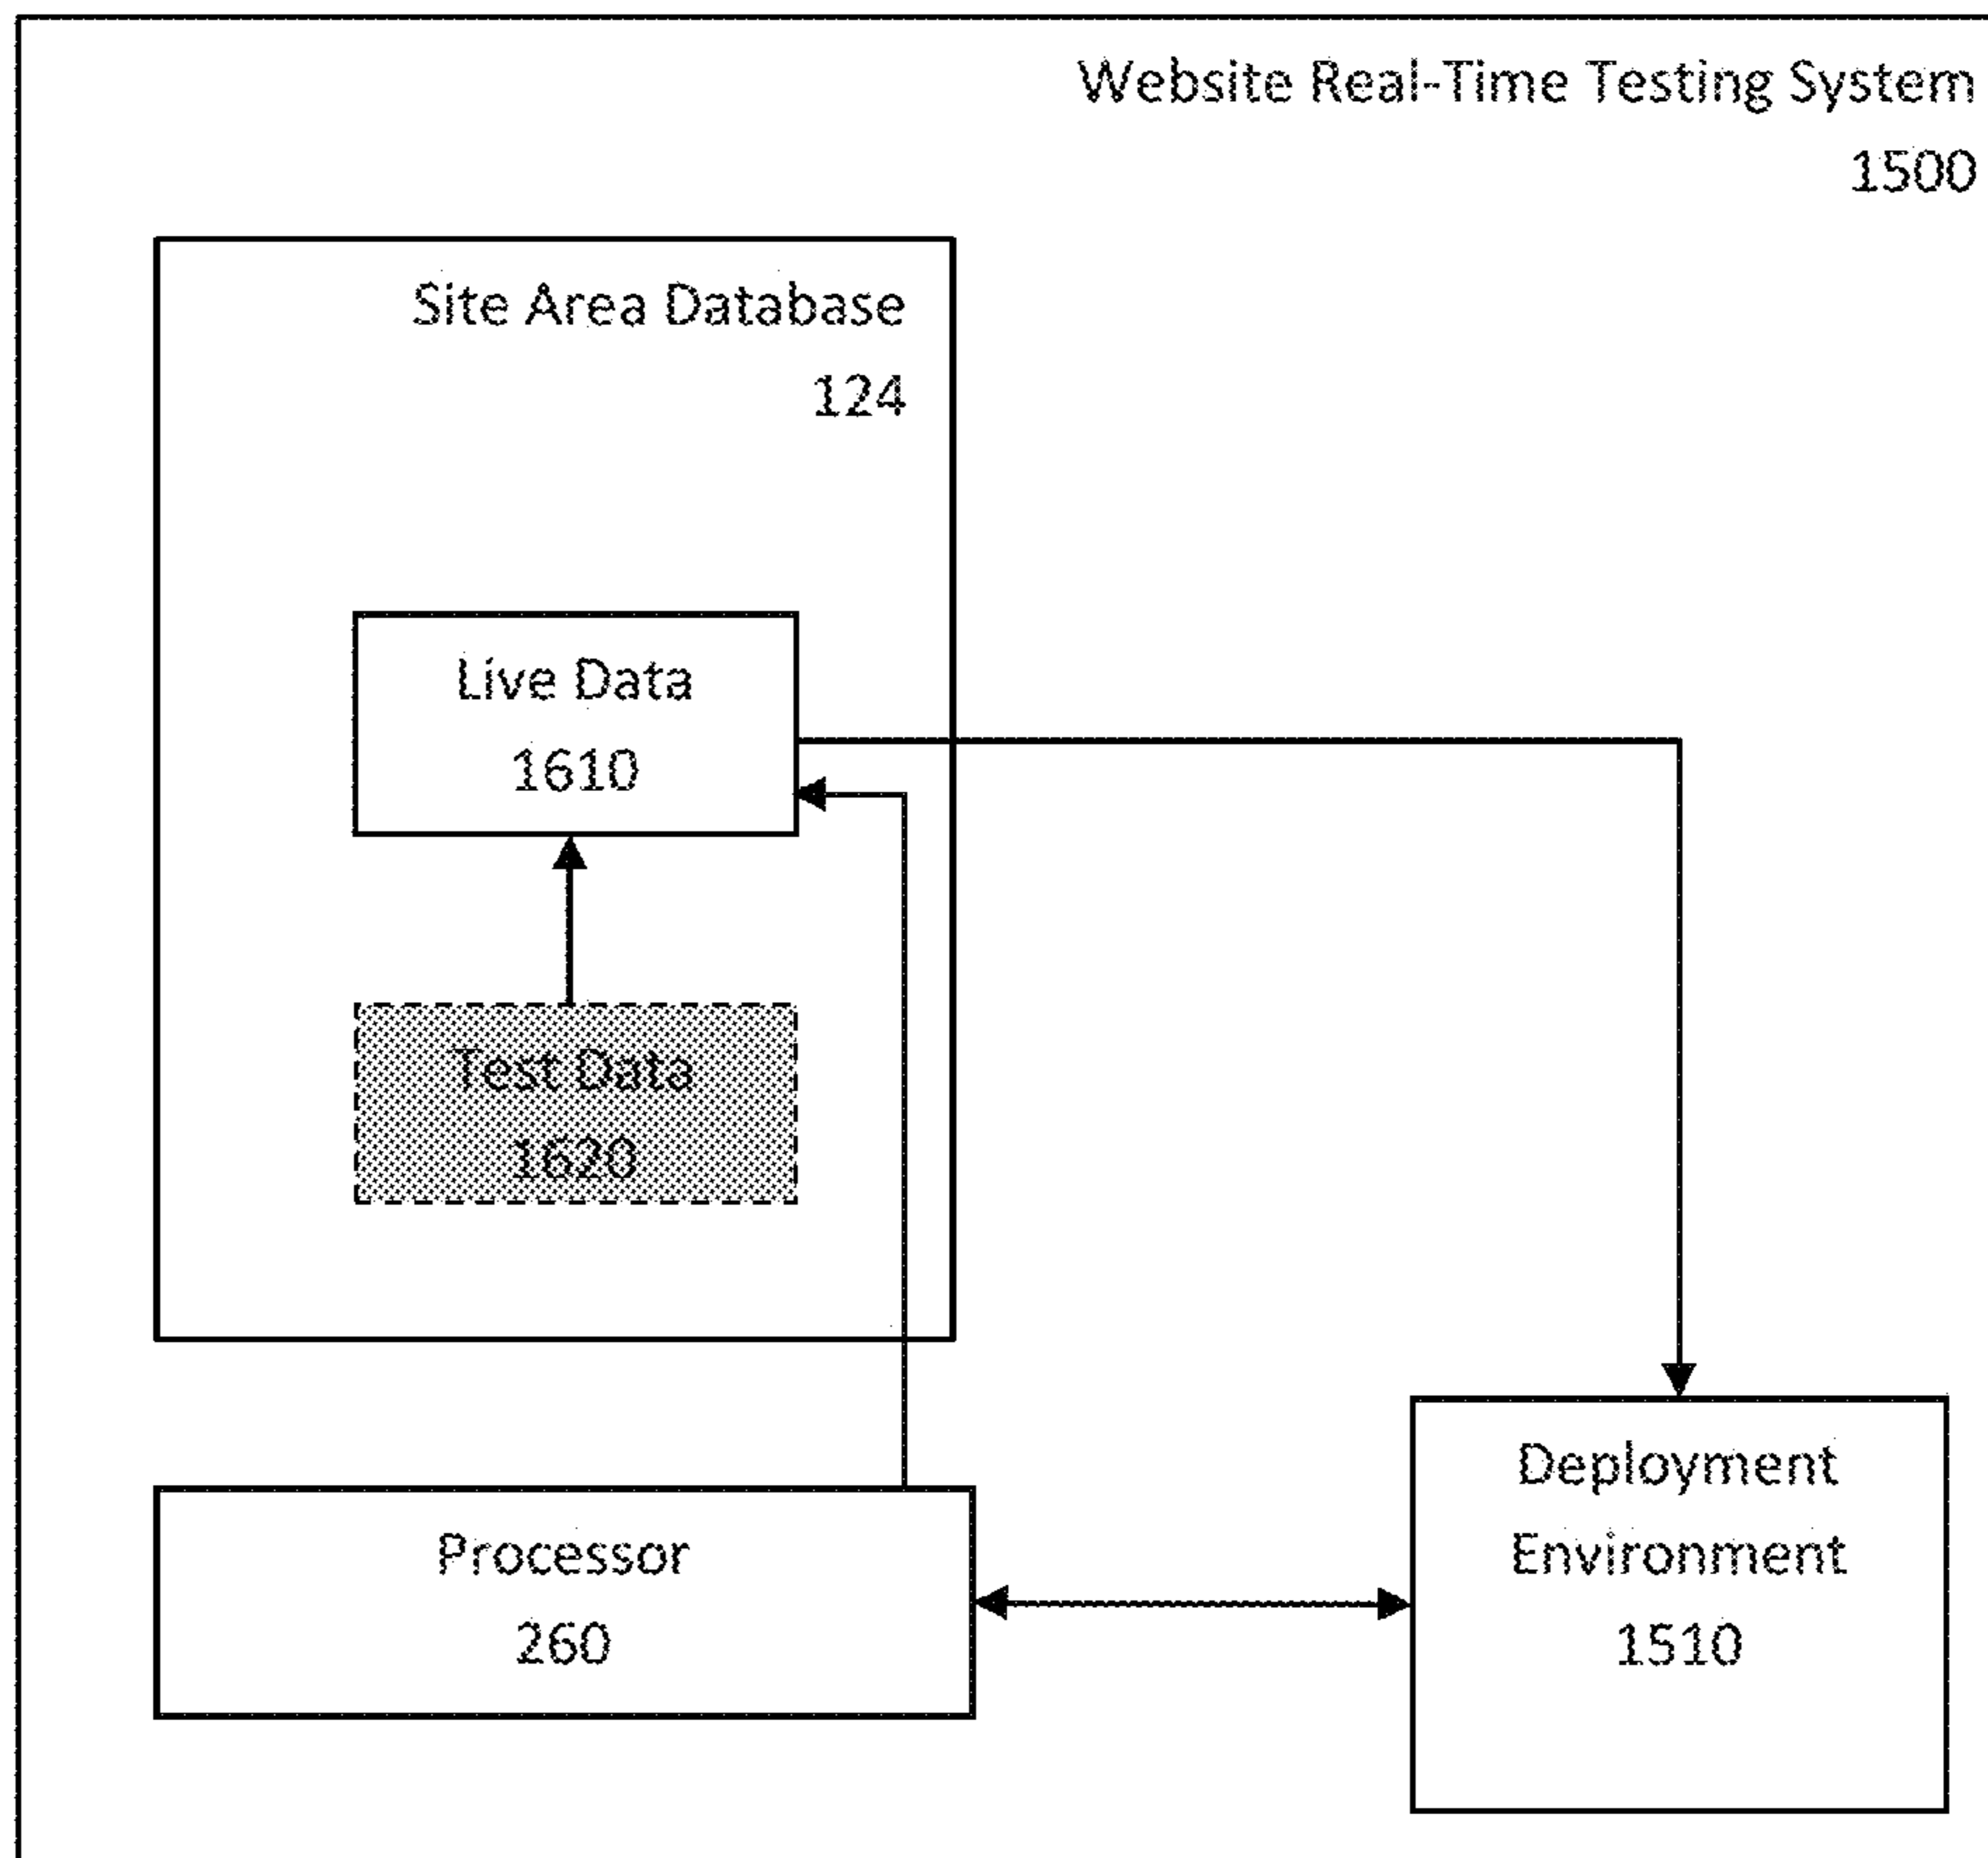 Website Real-Time Testing System
1500
Site Area Database
124
Live Data
1610
Test Data
1620
Processor
260
Deployment
Environment
1510